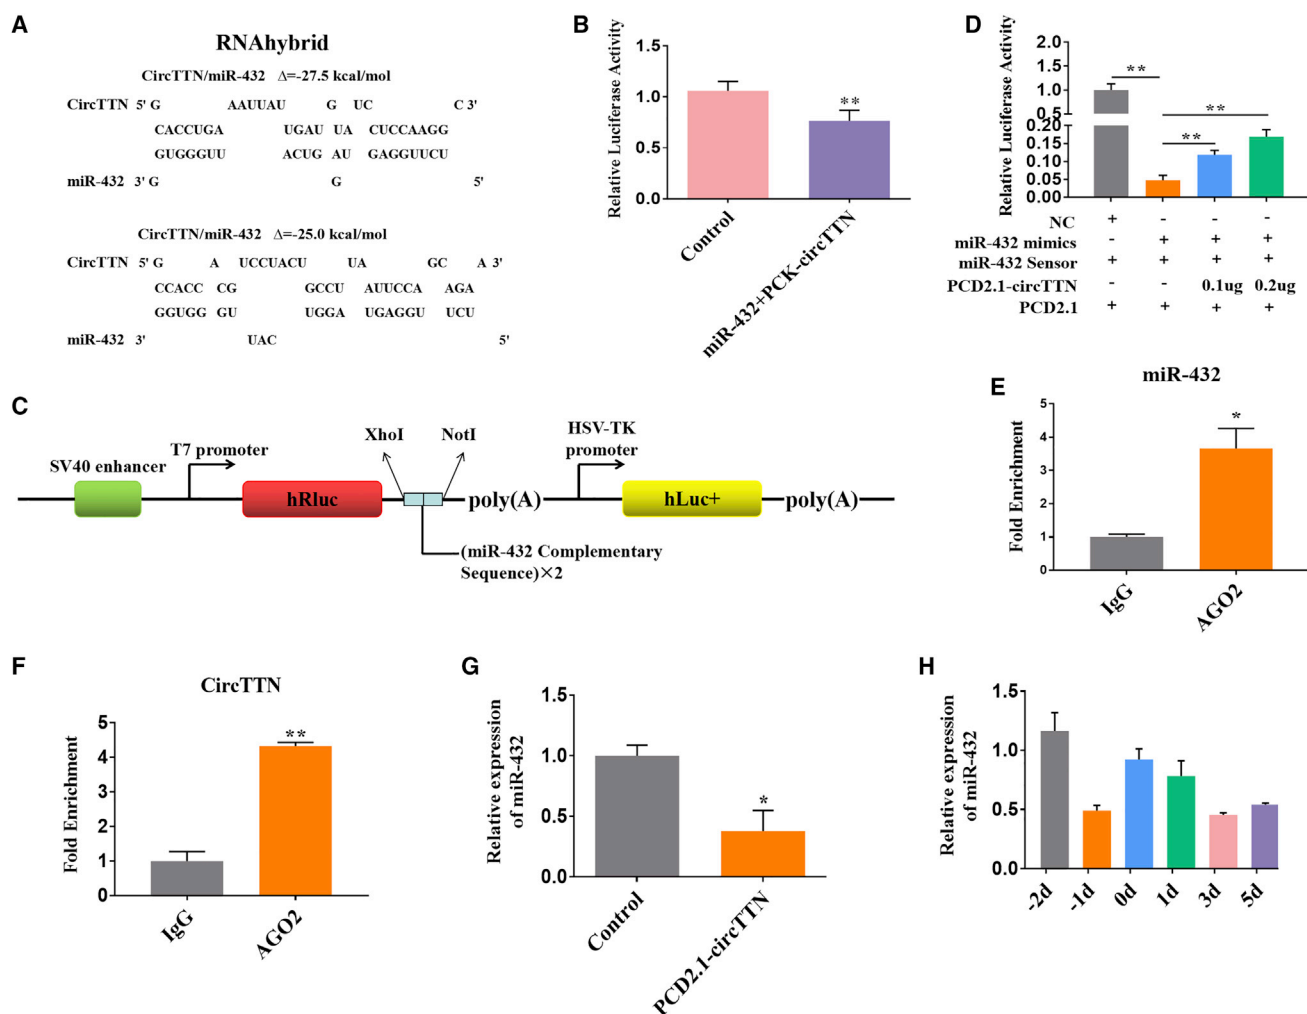 A
RNAhybrid
CircTTN/miR-432 Δ=-27.5 kcal/mol
CircTTN 5' G AAUUAU G UC C 3'
CACCUGA UGAU UA CUCCAAGG
GUGGGUU ACUG AU GAGGUUCU
miR-432 3' G G 5'
CircTTN/miR-432 Δ=-25.0 kcal/mol
CircTTN 5' G A UCCUACU UA GC A 3'
CCACC CG GCCU AUUCCA AGA
GGUGG GU UGGA UGAGGU UCU
miR-432 3' UAC 5'
B
Relative Luciferase Activity
1.5
1.0
0.5
0.0
**
Control
miR-432+PCK-circTTN
D
Relative Luciferase Activity
2.0
1.5
1.0
0.5
0.20
0.15
0.10
0.05
0.00
**
**
**
NC + - - -
miR-432 mimics - + + +
miR-432 Sensor + + + +
PCD2.1-circTTN - - 0.1ug 0.2ug
PCD2.1 + + + +
C
SV40 enhancer
T7 promoter
hRluc
XhoI
NotI
poly(A)
HSV-TK
promoter
hLuc+
poly(A)
(miR-432 Complementary
Sequence)×2
E
miR-432
Fold Enrichment
5
4
3
2
1
0
*
IgG
AGO2
F
CircTTN
Fold Enrichment
5
4
3
2
1
0
**
IgG
AGO2
G
Relative expression
of miR-432
1.5
1.0
0.5
0.0
*
Control
PCD2.1-circTTN
H
Relative expression
of miR-432
1.5
1.0
0.5
0.0
-2d
-1d
0d
1d
3d
5d